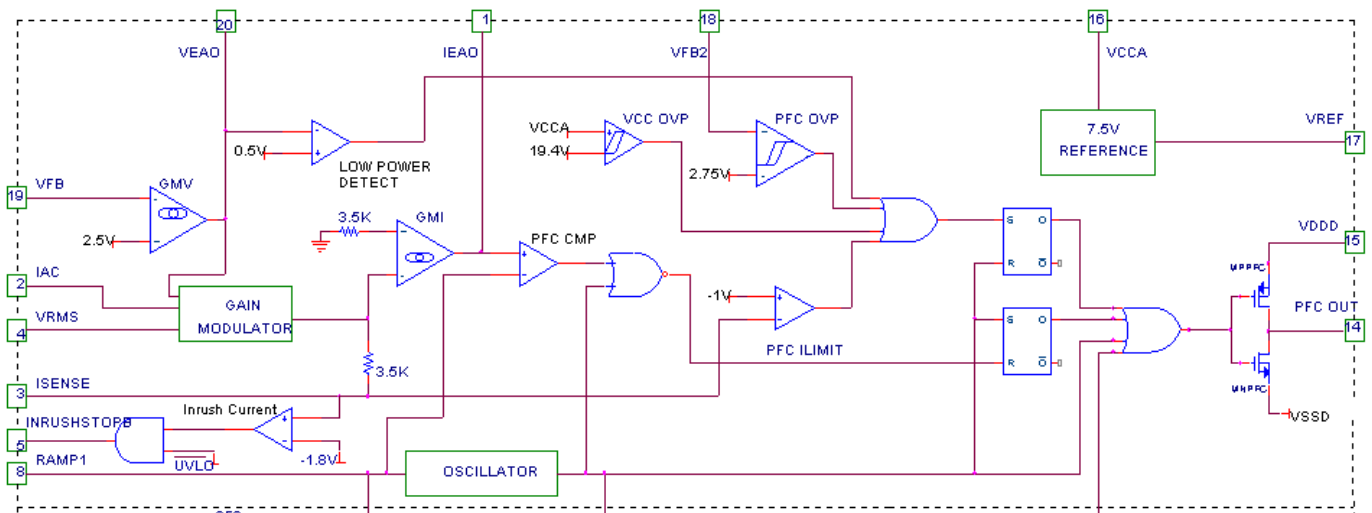 20
1
18
16
VEAO
IEAO
VFB2
VCCA
VCCA
VCC OVP
PFC OVP
7.5V
REFERENCE
VREF
17
0.5V
19.4V
LOW POWER
DETECT
2.75V
VFB
19
GMV
2.5V
3.5K
GMI
PFC CMP
S
Q
R
Q
VDDD
15
MPPFC
IAC
2
GAIN
MODULATOR
-1V
PFC OUT
14
VRMS
4
S
Q
R
Q
PFC ILIMIT
3.5K
MNPFC
ISENSE
3
Inrush Current
VSSD
INRUSHSTOPB
5
-1.8V
UVLO
RAMP1
8
OSCILLATOR